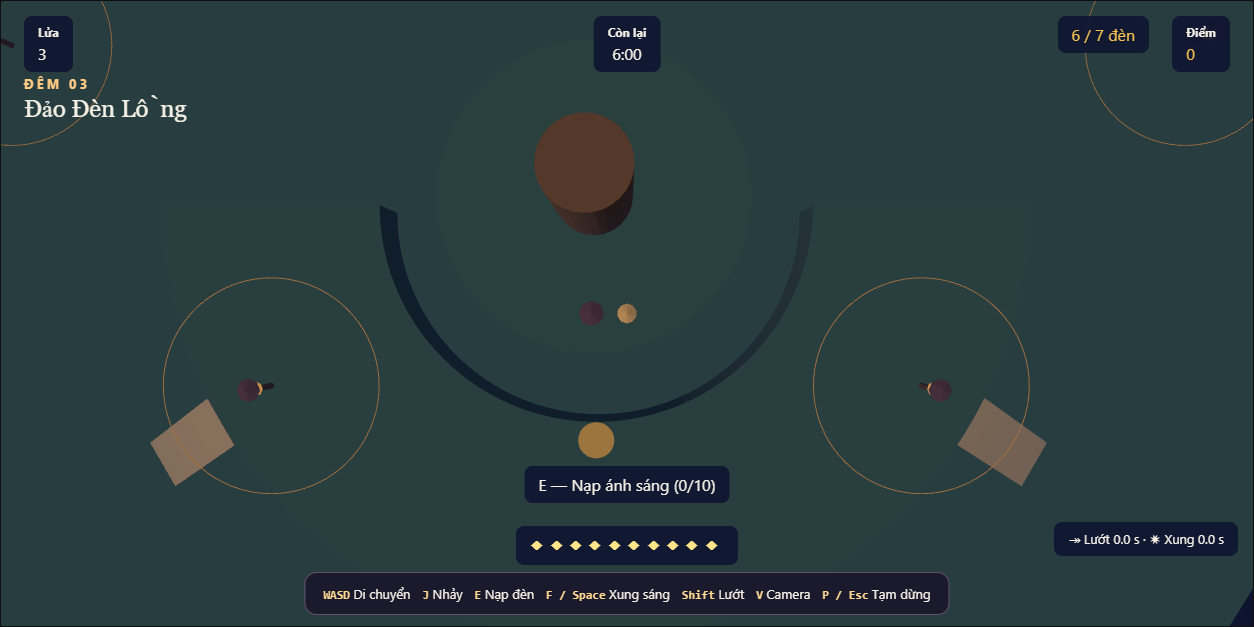 Lửa
3
Còn lại
6:00
6 / 7 đèn
Điểm
0
ĐÊM 03
Đảo Đèn Lồng
E — Nạp ánh sáng (0/10)
↠ Lướt 0.0 s · ✷ Xung 0.0 s
WASD Di chuyển J Nhảy E Nạp đèn F / Space Xung sáng Shift Lướt V Camera P / Esc Tạm dừng